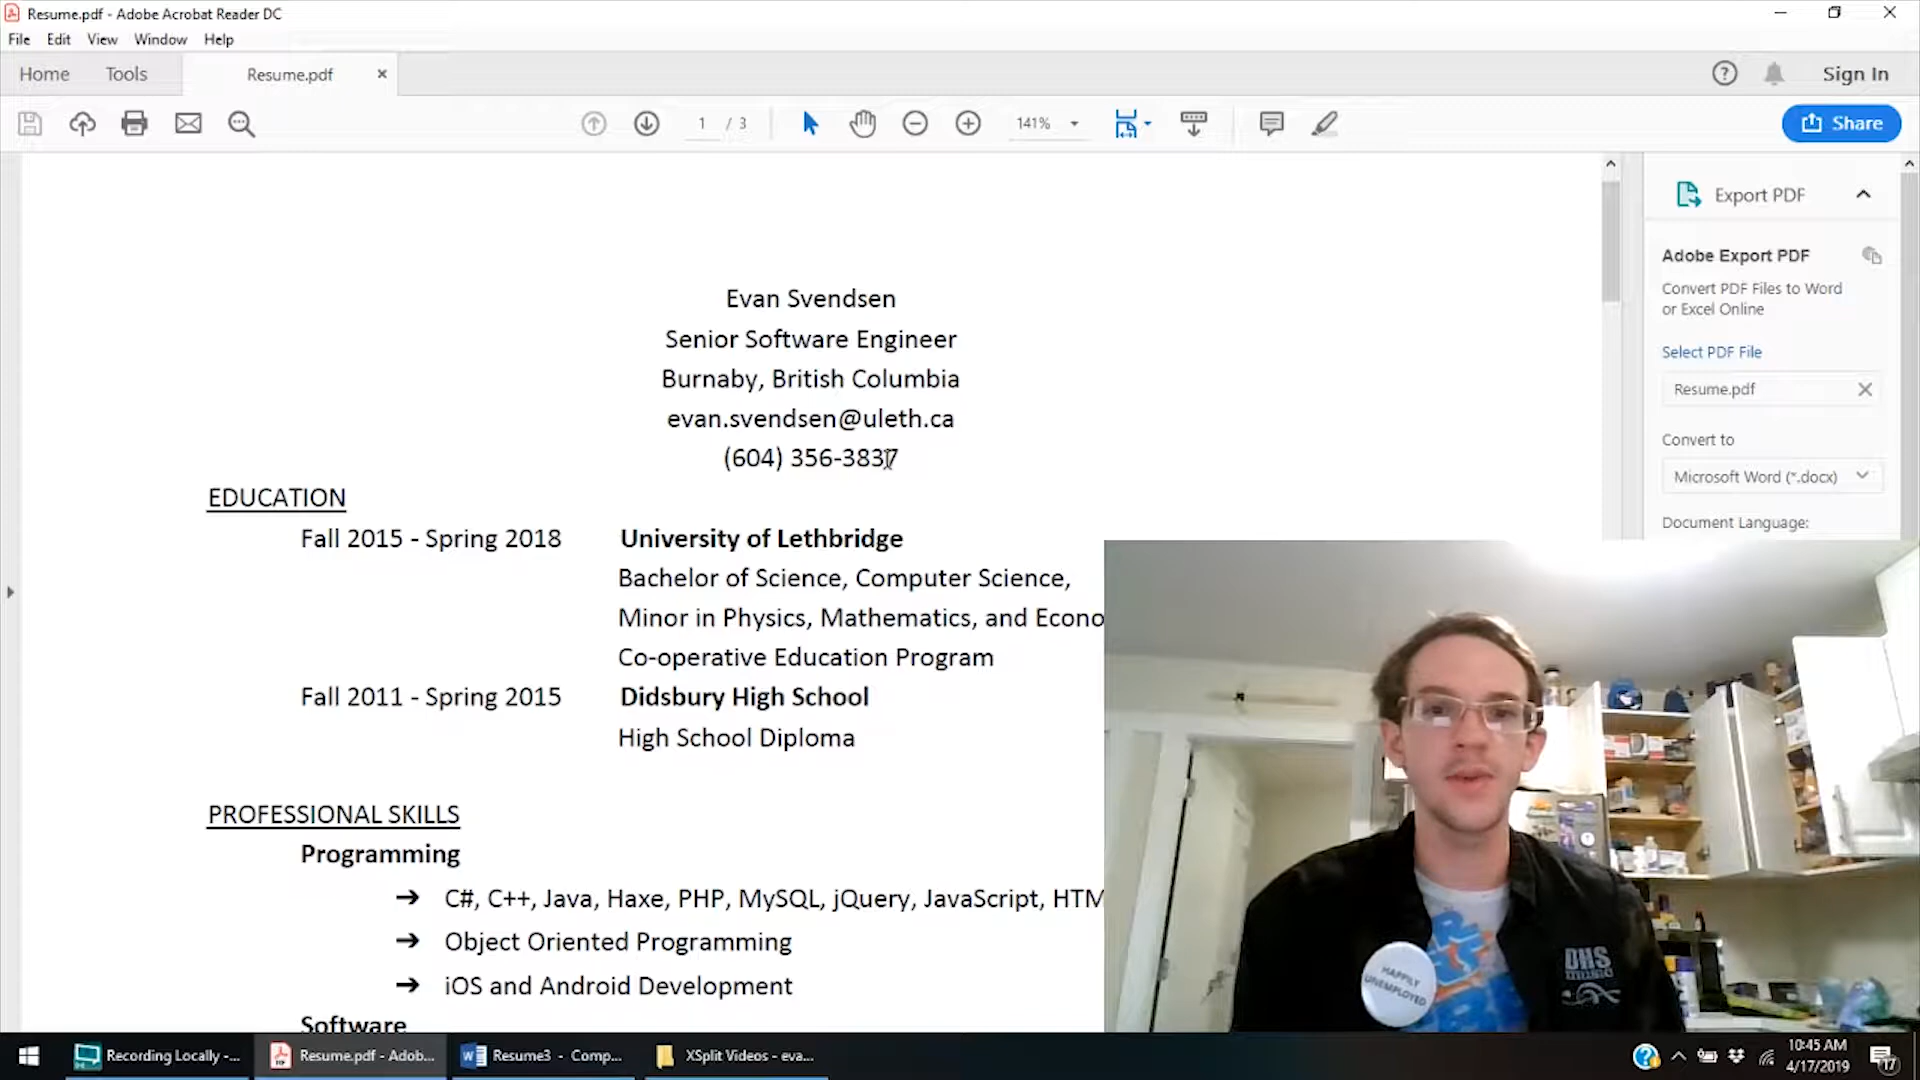 Resume.pdf - Adobe Acrobat Reader DC
File Edit View Window Help
Home Tools Resume.pdf Sign In
1 / 3 141% Share
Export PDF
Adobe Export PDF
Convert PDF Files to Word
or Excel Online
Select PDF File
Resume.pdf
Convert to
Microsoft Word (*.docx)
Document Language:
Evan Svendsen
Senior Software Engineer
Burnaby, British Columbia
evan.svendsen@uleth.ca
(604) 356-3837
EDUCATION
Fall 2015 - Spring 2018 University of Lethbridge
Bachelor of Science, Computer Science,
Minor in Physics, Mathematics, and Econo
Co-operative Education Program
Fall 2011 - Spring 2015 Didsbury High School
High School Diploma
PROFESSIONAL SKILLS
Programming
➔ C#, C++, Java, Haxe, PHP, MySQL, jQuery, JavaScript, HTM
➔ Object Oriented Programming
➔ iOS and Android Development
Software
HAPPILY
UNEMPLOYED
DHS
Recording Locally -... Resume.pdf - Adob... Resume3 - Comp... XSplit Videos - eva...
10:45 AM
4/17/2019
17